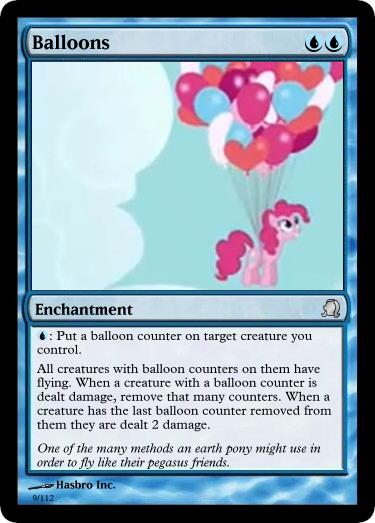 Balloons
Enchantment
: Put a balloon counter on target creature you
control.
All creatures with balloon counters on them have
flying. When a creature with a balloon counter is
dealt damage, remove that many counters. When a
creature has the last balloon counter removed from
them they are dealt 2 damage.
One of the many methods an earth pony might use in
order to fly like their pegasus friends.
Hasbro Inc.
9/112